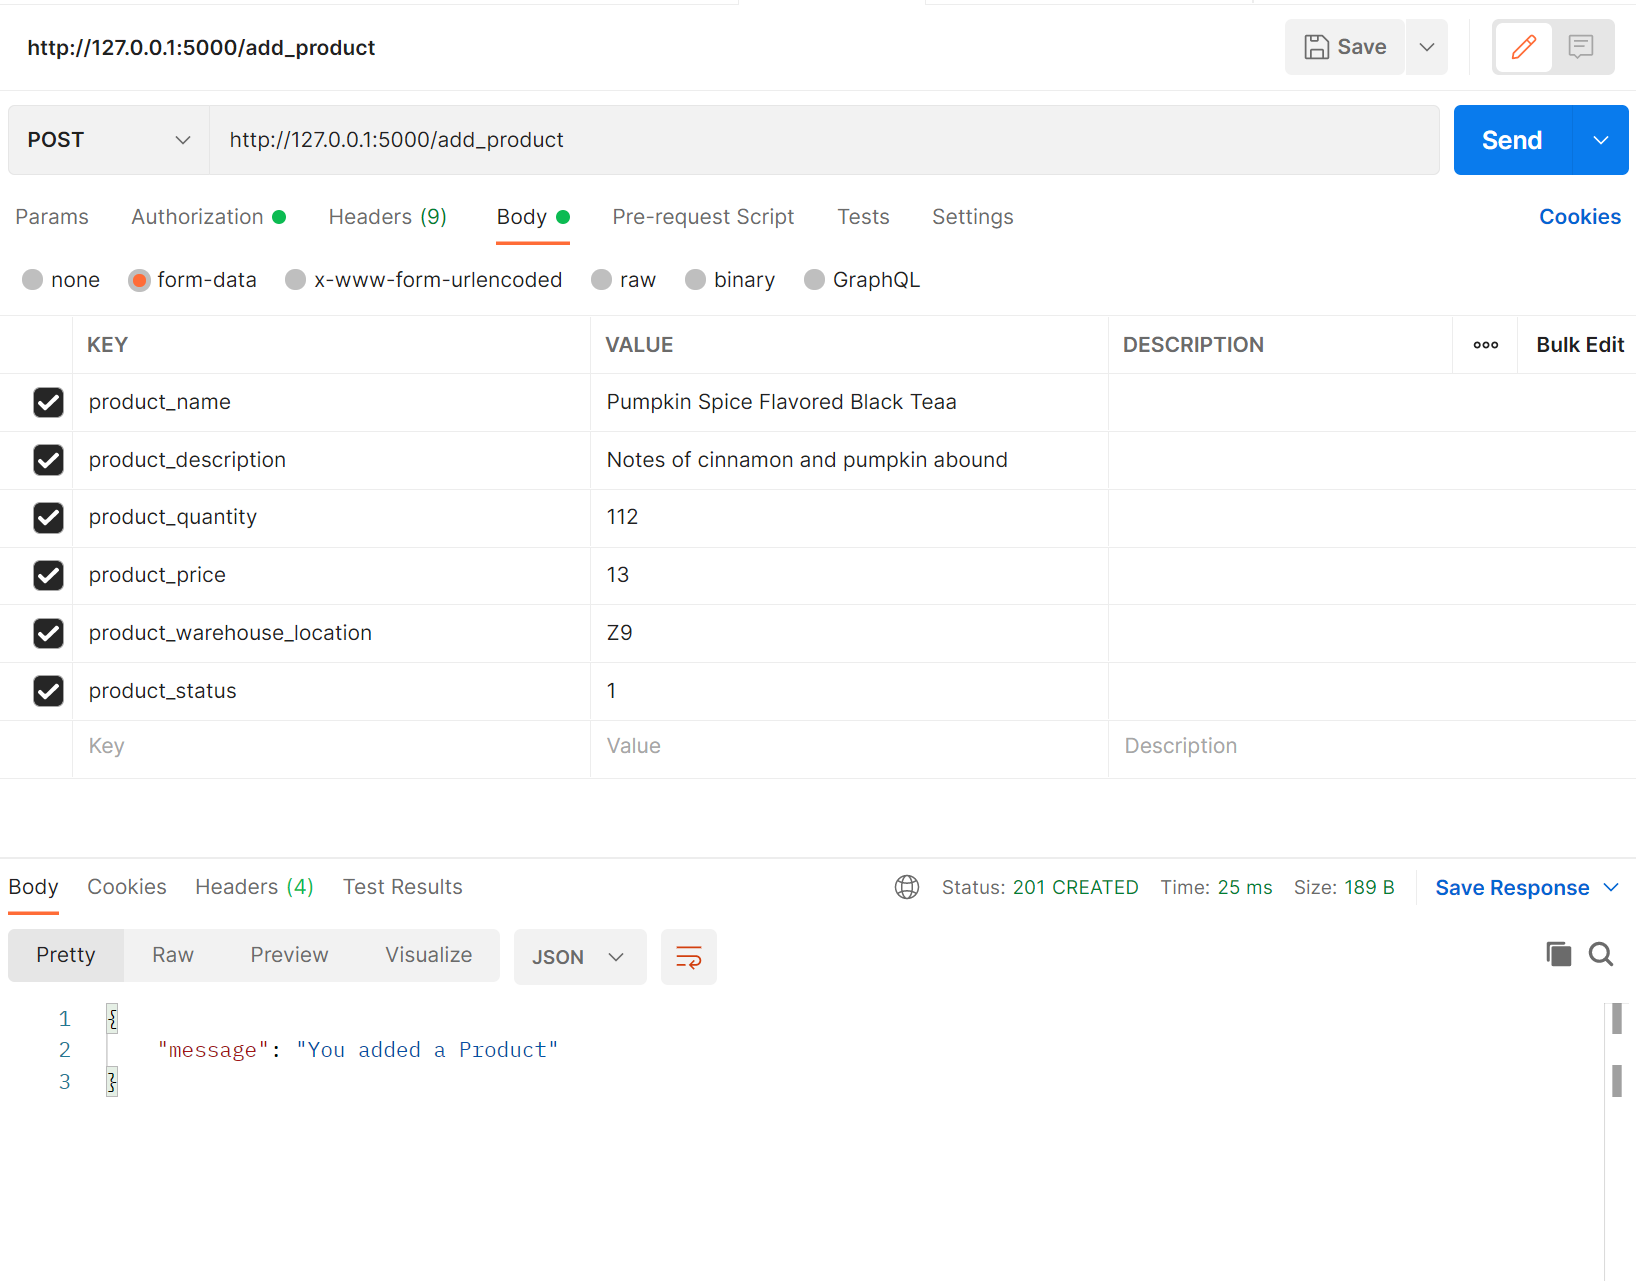 http://127.0.0.1:5000/add_product
Save
POST
http://127.0.0.1:5000/add_product
Send
Params Authorization Headers (9) Body Pre-request Script Tests Settings Cookies
none form-data x-www-form-urlencoded raw binary GraphQL
KEY VALUE DESCRIPTION Bulk Edit
product_name Pumpkin Spice Flavored Black Teaa
product_description Notes of cinnamon and pumpkin abound
product_quantity 112
product_price 13
product_warehouse_location Z9
product_status 1
Key Value Description
Body Cookies Headers (4) Test Results Status: 201 CREATED Time: 25 ms Size: 189 B Save Response
Pretty Raw Preview Visualize JSON
1 {
2 "message": "You added a Product"
3 }